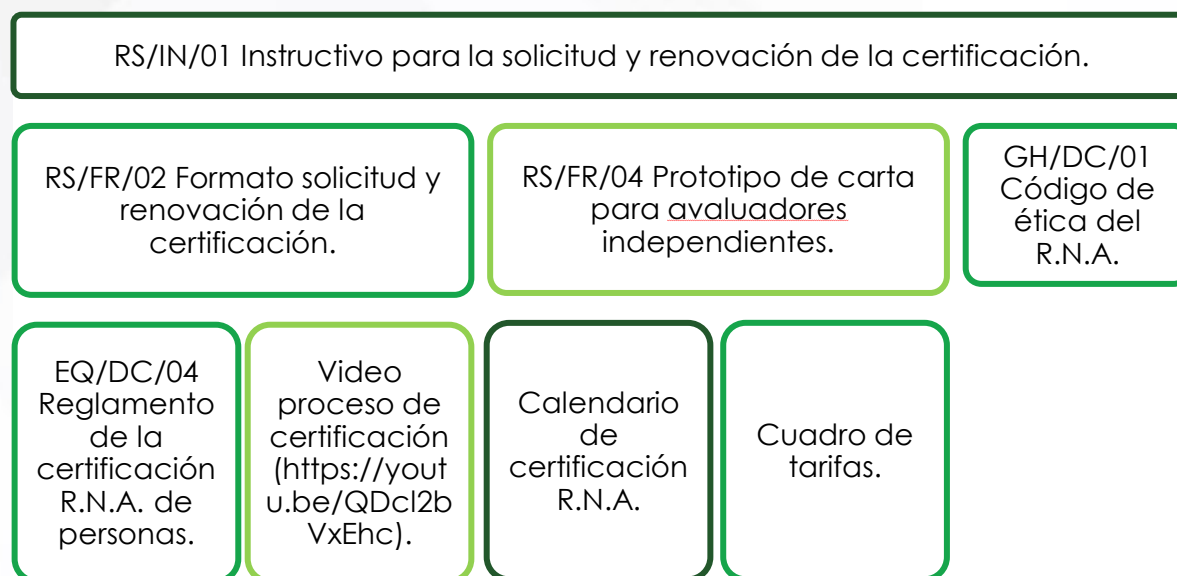 RS/IN/01 Instructivo para la solicitud y renovación de la certificación.
RS/FR/02 Formato solicitud y
renovación de la
certificación.
RS/FR/04 Prototipo de carta
para avaluadores
independientes.
GH/DC/01
Código de
ética del
R.N.A.
EQ/DC/04
Reglamento
de la
certificación
R.N.A. de
personas.
Video
proceso de
certificación
(https://yout
u.be/QDcl2b
VxEhc).
Calendario
de
certificación
R.N.A.
Cuadro de
tarifas.